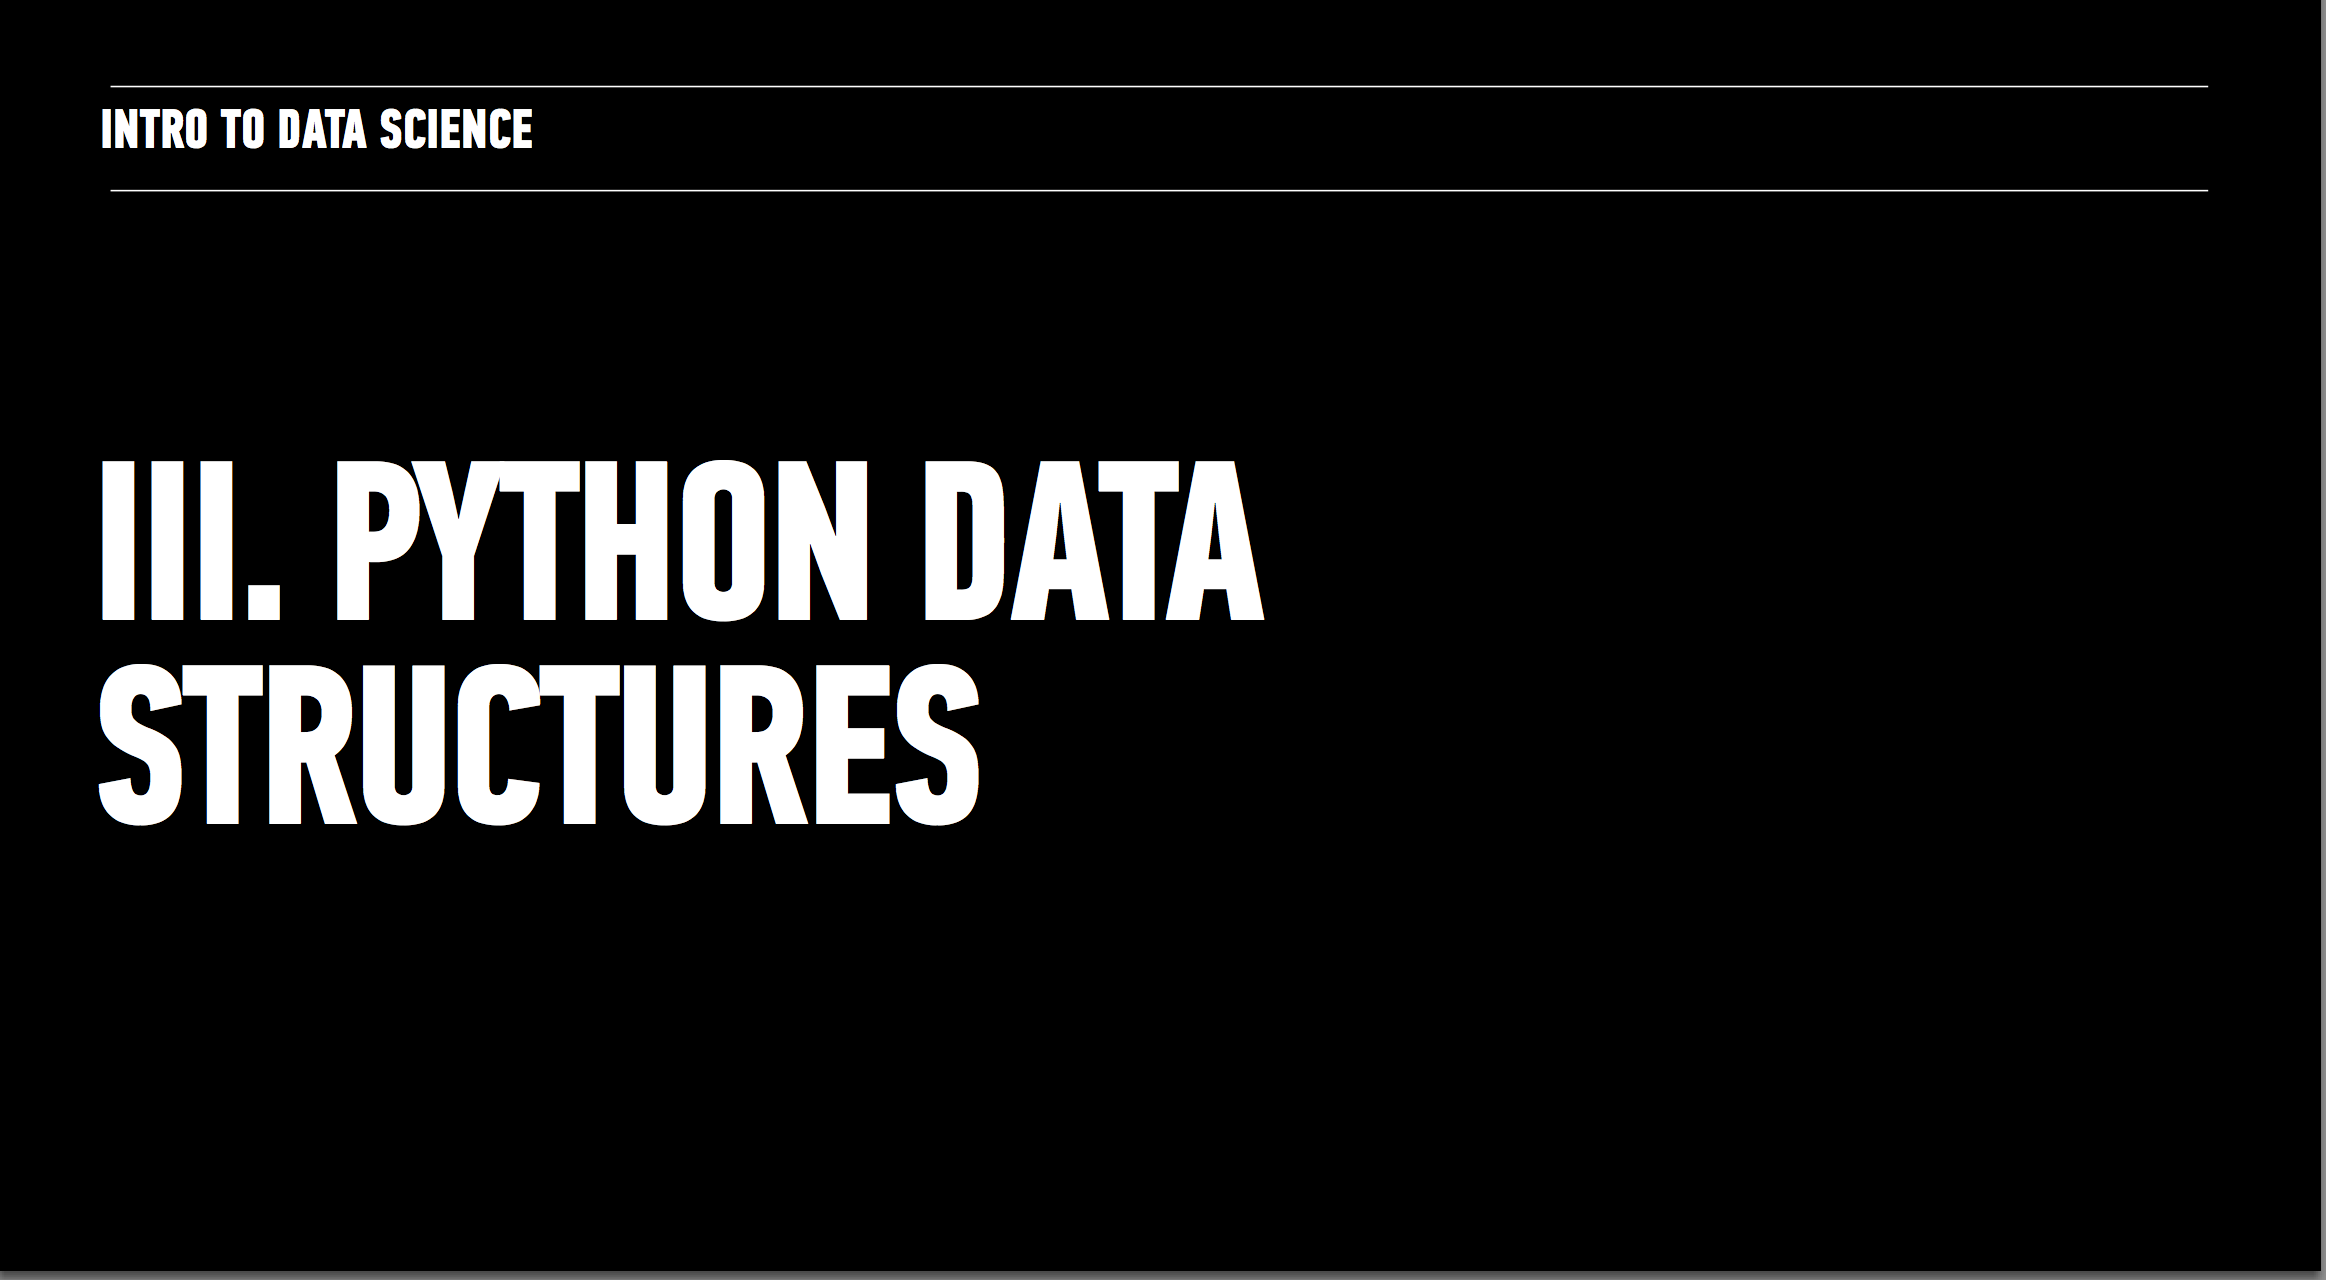 INTRO TO DATA SCIENCE
III. PYTHON DATA
STRUCTURES